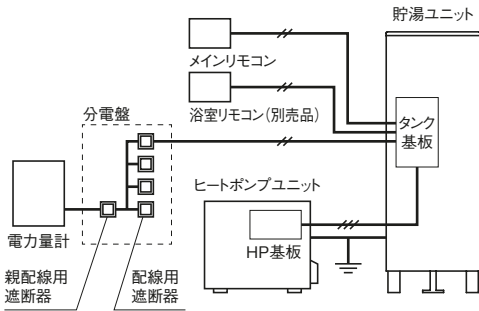 貯湯ユニット
メインリモコン
浴室リモコン(別売品)
タンク
基板
分電盤
ヒートポンプユニット
HP基板
電力量計
親配線用
遮断器
配線用
遮断器